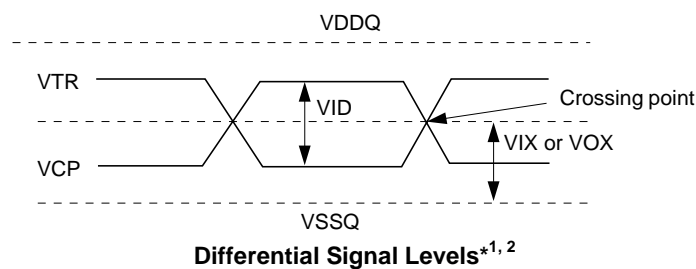 VDDQ
VTR
VID
Crossing point
VIX or VOX
VCP
VSSQ
Differential Signal Levels*1, 2